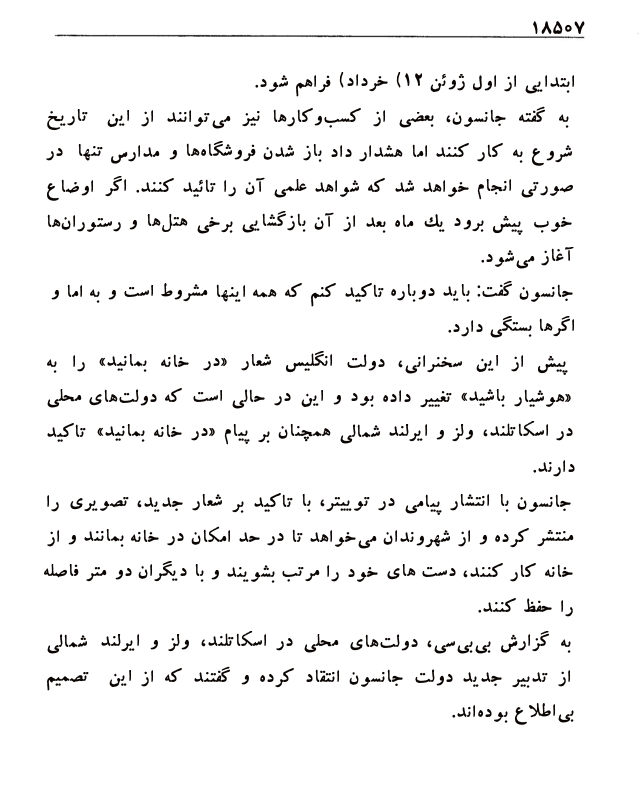 ۱۸۵۰۷
ابتدایی از اول ژوئن ۱۲) خرداد) فراهم شود.
به گفته جانسون، بعضی از کسب‌وکارها نیز می‌توانند از این تاریخ
شروع به کار کنند اما هشدار داد باز شدن فروشگاه‌ها و مدارس تنها در
صورتی انجام خواهد شد که شواهد علمی آن را تائید کنند. اگر اوضاع
خوب پیش برود یك ماه بعد از آن بازگشایی برخی هتل‌ها و رستوران‌ها
آغاز می‌شود.
جانسون گفت: باید دوباره تاکید کنم که همه اینها مشروط است و به اما و
اگرها بستگی دارد.
پیش از این سخنرانی، دولت انگلیس شعار «در خانه بمانید» را به
«هوشیار باشید» تغییر داده بود و این در حالی است که دولت‌های محلی
در اسکاتلند، ولز و ایرلند شمالی همچنان بر پیام «در خانه بمانید» تاکید
دارند.
جانسون با انتشار پیامی در توییتر، با تاکید بر شعار جدید، تصویری را
منتشر کرده و از شهروندان می‌خواهد تا در حد امکان در خانه بمانند و از
خانه کار کنند، دست های خود را مرتب بشویند و با دیگران دو متر فاصله
را حفظ کنند.
به گزارش بی‌بی‌سی، دولت‌های محلی در اسکاتلند، ولز و ایرلند شمالی
از تدبیر جدید دولت جانسون انتقاد کرده و گفتند که از این تصمیم
بی‌اطلاع بوده‌اند.